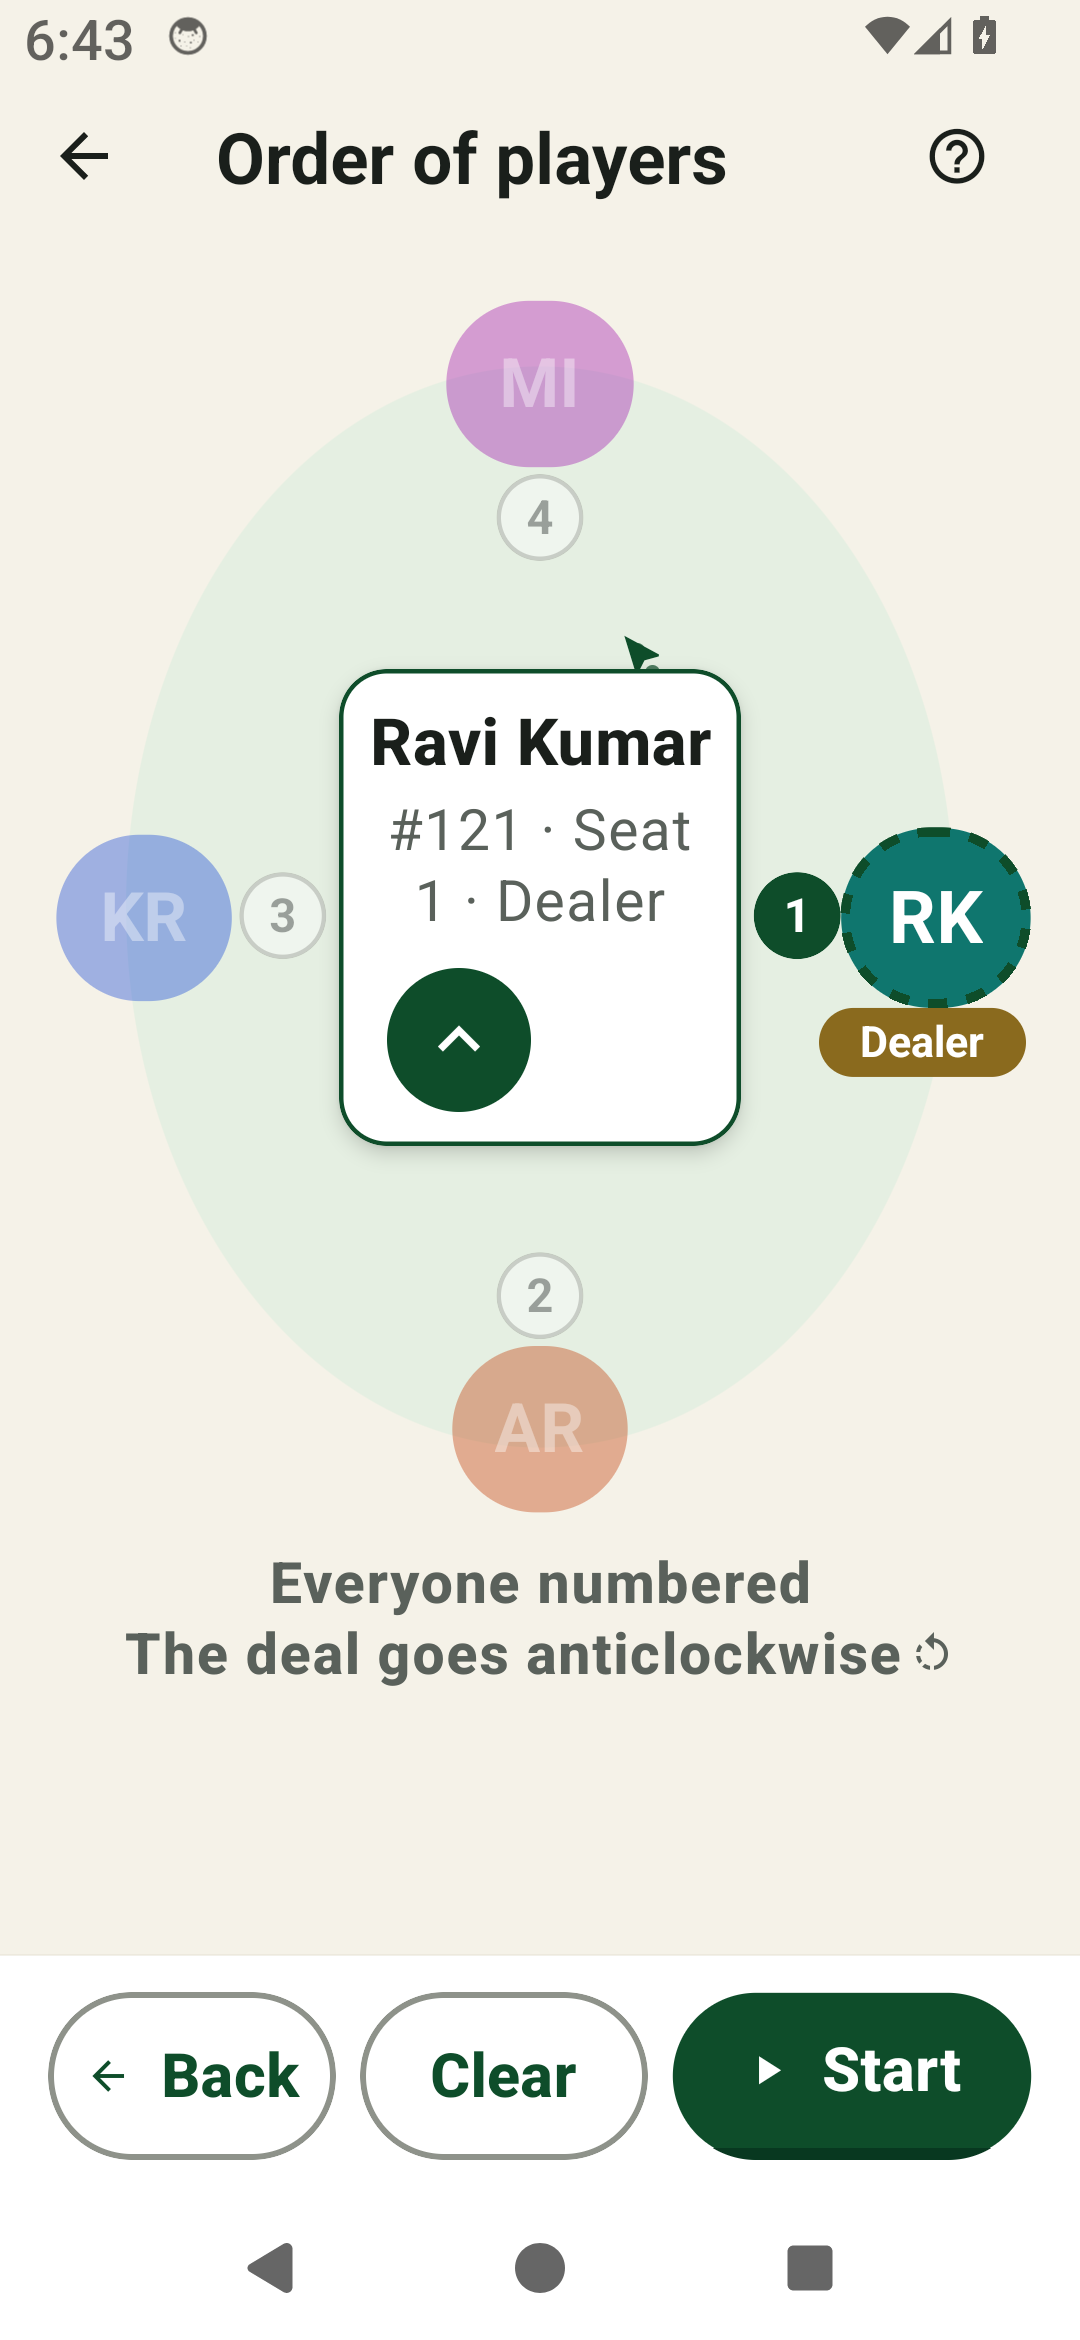 6:43
Order of players
MI
4
Ravi Kumar
#121 · Seat
1 · Dealer
KR
3
1
RK
Dealer
2
AR
Everyone numbered
The deal goes anticlockwise
Back
Clear
Start